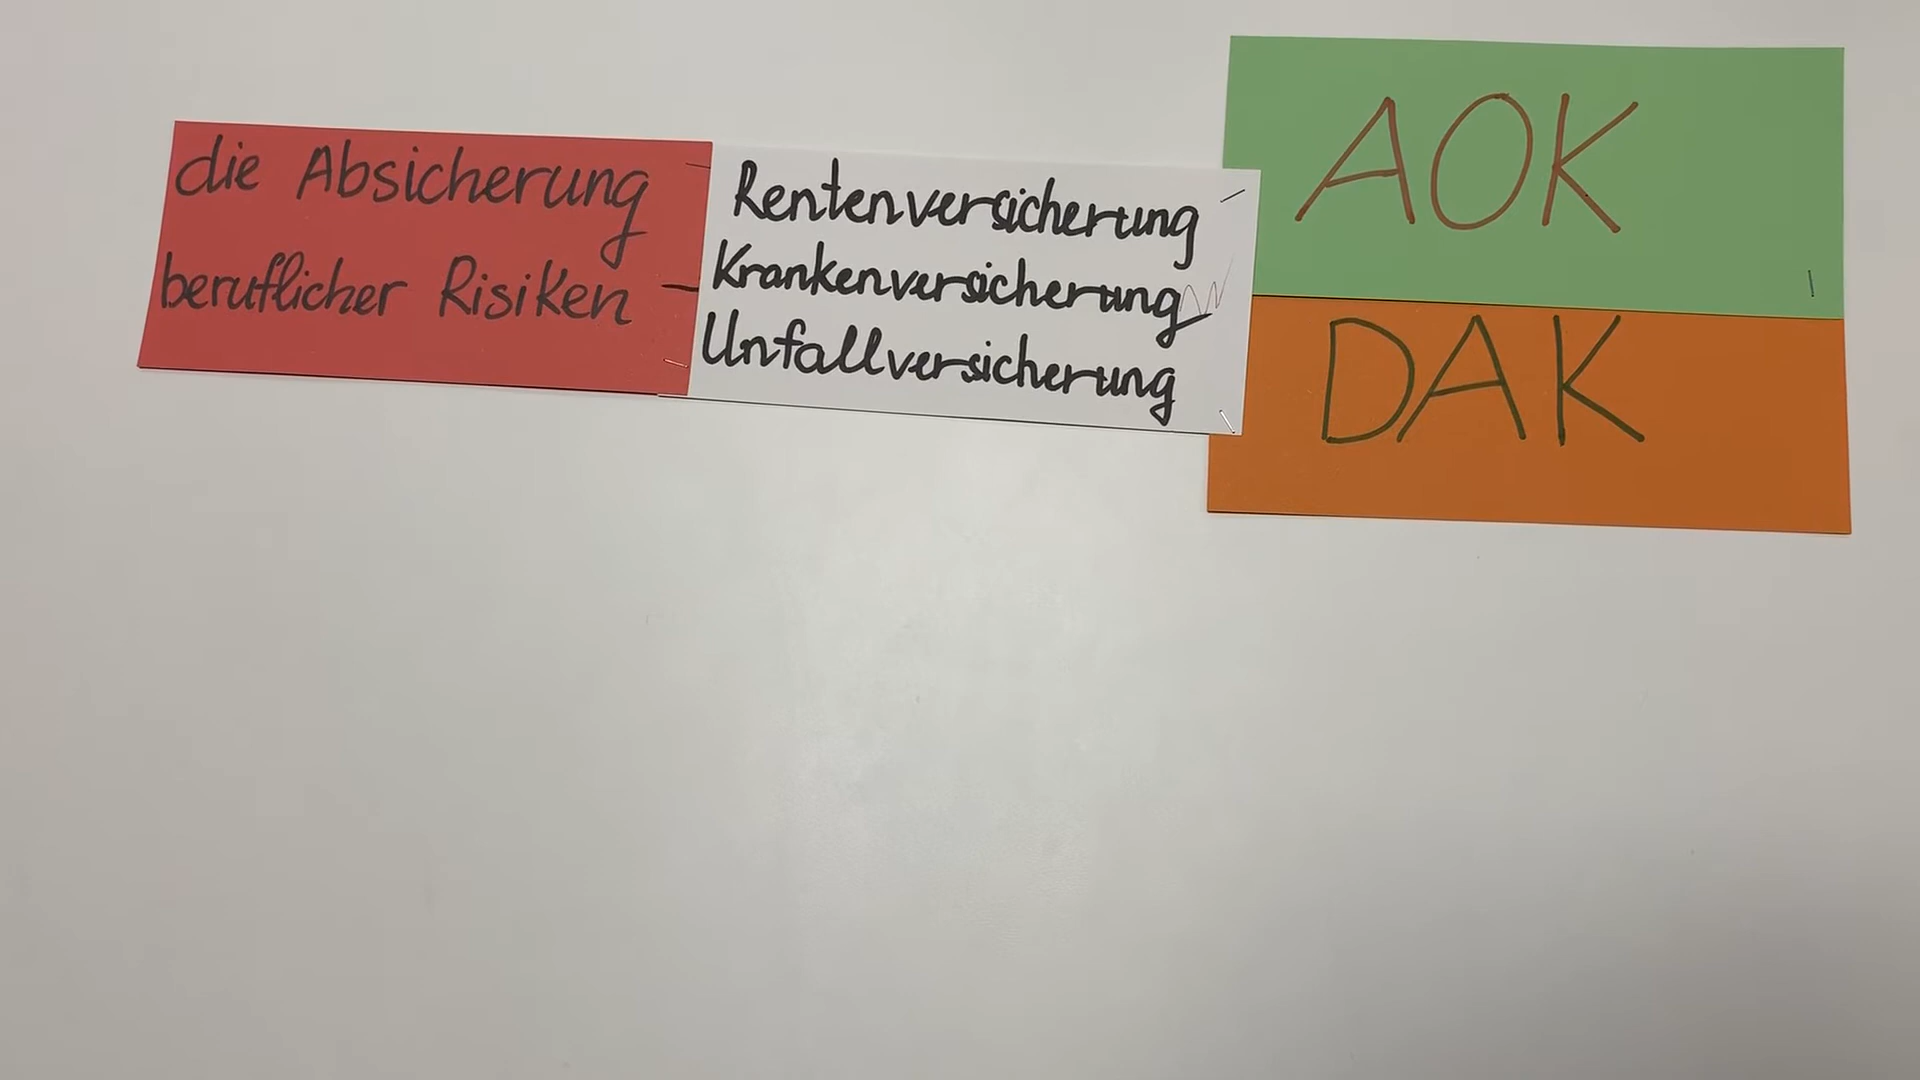 die Absicherung
beruflicher Risiken
Rentenversicherung
Krankenversicherung
Unfallversicherung
AOK
DAK